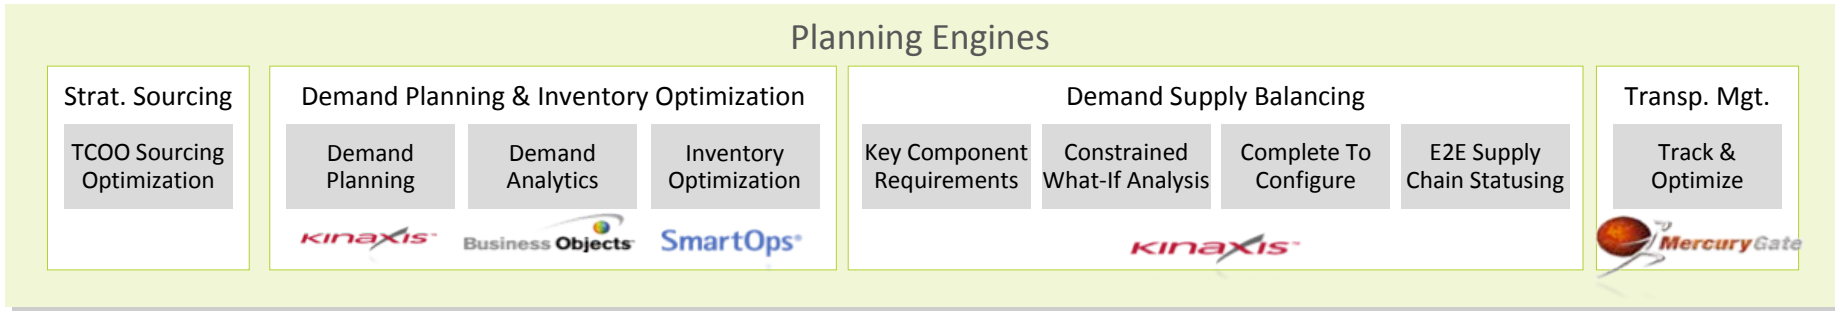 Planning Engines
Strat. Sourcing
TCOO Sourcing
Optimization
Demand Planning & Inventory Optimization
Demand
Planning
Demand
Analytics
Inventory
Optimization
Kinaxis
Business Objects
SmartOps
Demand Supply Balancing
Key Component
Requirements
Constrained
What-If Analysis
Complete To
Configure
E2E Supply
Chain Statusing
Kinaxis
Transp. Mgt.
Track &
Optimize
MercuryGate